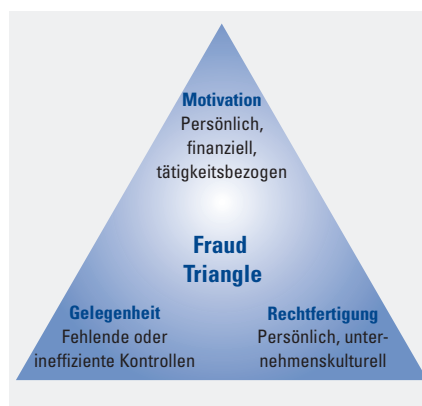 Motivation
Persönlich,
finanziell,
tätigkeitsbezogen
Fraud
Triangle
Gelegenheit
Fehlende oder
ineffiziente Kontrollen
Rechtfertigung
Persönlich, unter-
nehmenskulturell